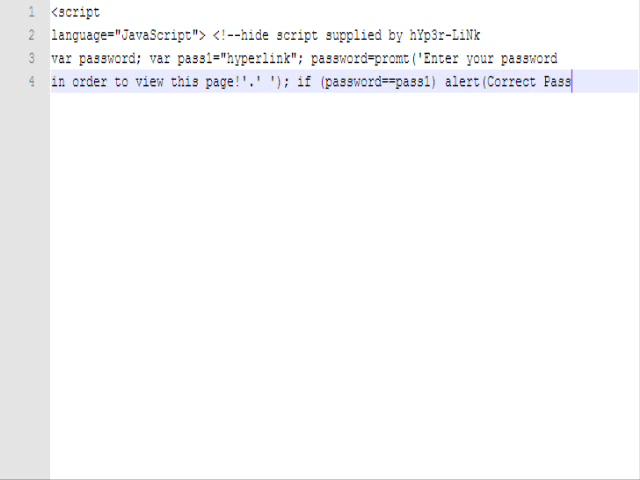 1 <script
2 language="JavaScript"> <!--hide script supplied by hYp3r-LiNk
3 var password; var pass1="hyperlink"; password=promt('Enter your password
4 in order to view this page!'.' '); if (password==pass1) alert(Correct Pass